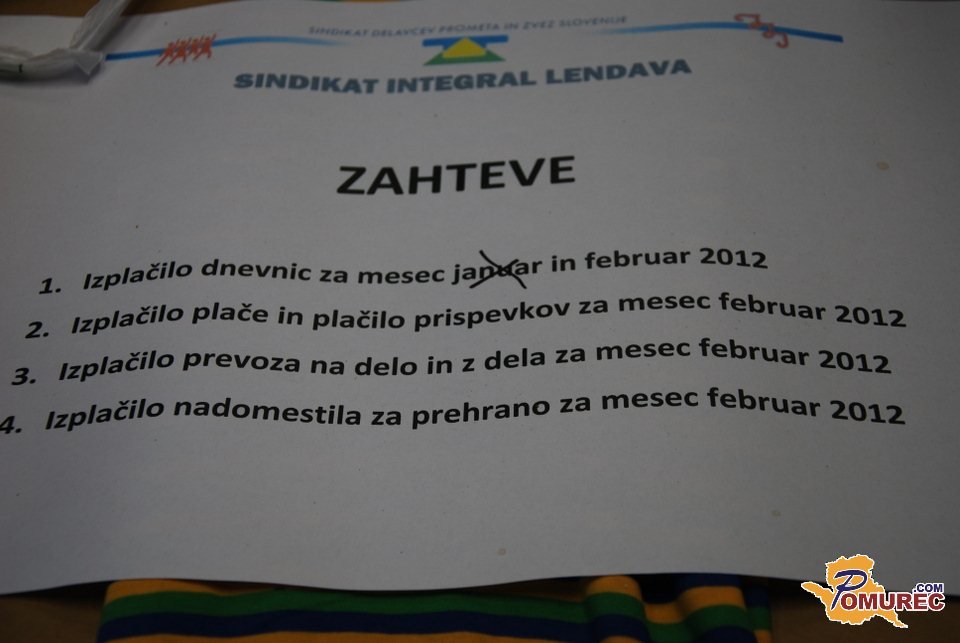 SINDIKAT DELAVCEV PROMETA IN ZVEZ SLOVENIJE
SINDIKAT INTEGRAL LENDAVA
ZAHTEVE
1. Izplačilo dnevnic za mesec januar in februar 2012
2. Izplačilo plače in plačilo prispevkov za mesec februar 2012
3. Izplačilo prevoza na delo in z dela za mesec februar 2012
4. Izplačilo nadomestila za prehrano za mesec februar 2012
POMUREC.COM